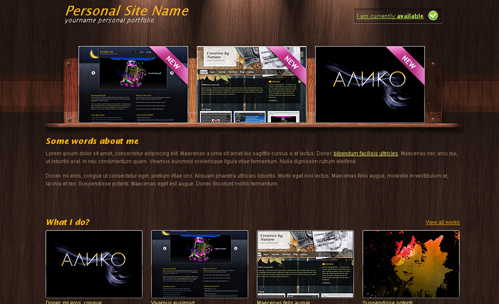 Personal Site Name
yourname personal portfolio
I am currently available
NEW
NEW
NEW
Creative by Nature
АЛИКО
Some words about me
Lorem ipsum dolor sit amet, consectetur adipiscing elit. Maecenas a urna sit amet leo sagittis cursus a at lectus. Donec bibendum facilisis ultricies. Maecenas nec arcu dui,
ut lobortis erat. In nec condimentum quam. Vivamus euismod scelerisque ligula vitae fermentum. Nulla dignissim rutrum eleifend.
Donec mi eros, congue ut consectetur eget, pretium vitae orci. Aliquam pharetra ultricies lobortis. Morbi eget nisi lectus. Maecenas felis augue, molestie in vestibulum et,
lacinia et leo. Suspendisse potenti. Maecenas eget est augue. Donec tincidunt mollis fermentum.
What I do?
View all works
АЛИКО
Creative by Nature
Donec mi eros, congue
Vivamus euismod
Maecenas felis augue
Suspendisse potenti